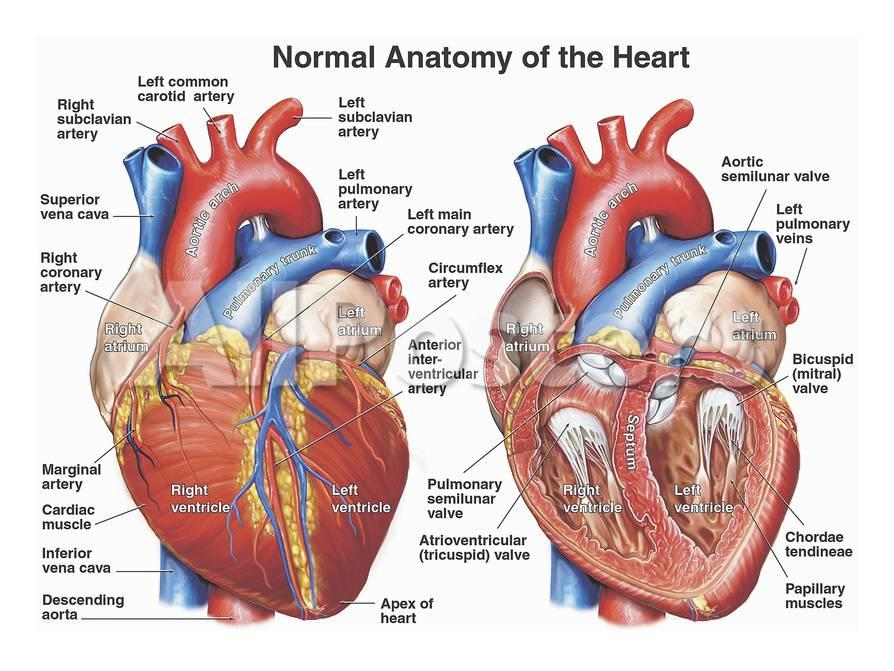 Normal Anatomy of the Heart
Left common
carotid artery
Right
subclavian
artery
Left
subclavian
artery
Superior
vena cava
Left
pulmonary
artery
Left main
coronary artery
Right
coronary
artery
Circumflex
artery
Aortic arch
Pulmonary trunk
Right
atrium
Left
atrium
Anterior
inter-
ventricular
artery
Marginal
artery
Cardiac
muscle
Right
ventricle
Left
ventricle
Inferior
vena cava
Descending
aorta
Apex of
heart
Aortic
semilunar valve
Left
pulmonary
veins
Aortic arch
Pulmonary trunk
Right
atrium
Left
atrium
Bicuspid
(mitral)
valve
Septum
Right
ventricle
Left
ventricle
Pulmonary
semilunar
valve
Atrioventricular
(tricuspid) valve
Chordae
tendineae
Papillary
muscles
AllPosters